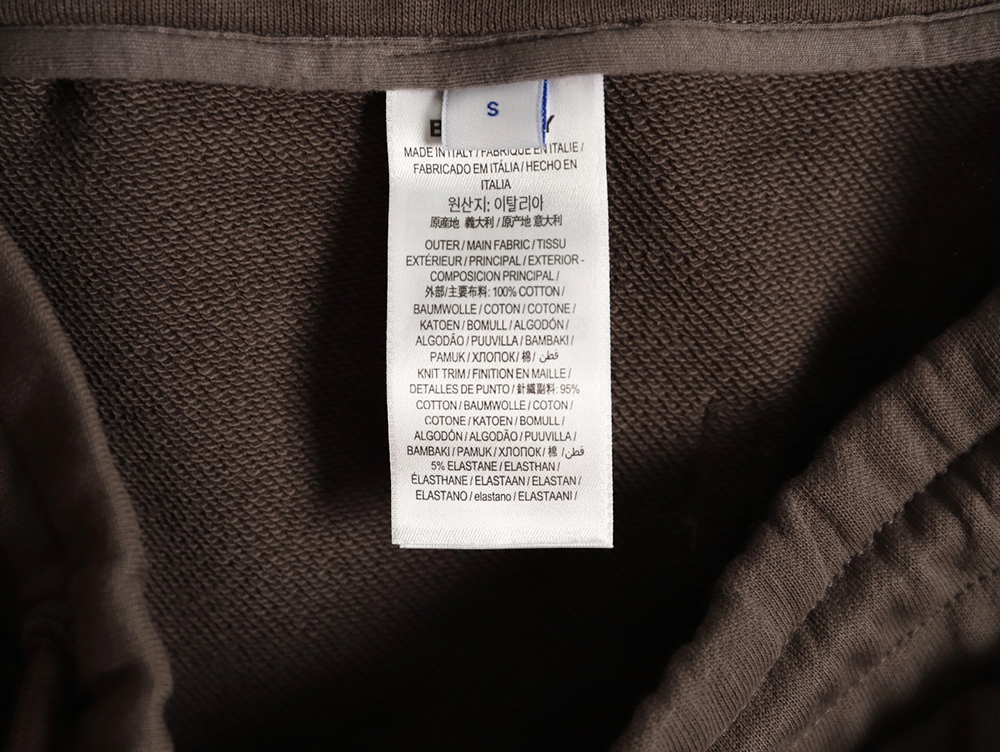 S
MADE IN ITALY / FABRIQUÉ EN ITALIE /
FABRICADO EM ITÁLIA / HECHO EN
ITALIA
원산지: 이탈리아
原産地 義大利 / 原产地 意大利
OUTER / MAIN FABRIC / TISSU
EXTÉRIEUR / PRINCIPAL / EXTERIOR -
COMPOSICION PRINCIPAL /
外部/主要布料: 100% COTTON /
BAUMWOLLE / COTON / COTONE /
KATOEN / BOMULL / ALGODÓN /
ALGODÃO / PUUVILLA / BAMBAKI /
PAMUK / ХЛОПОК / 棉 / قطن
KNIT TRIM / FINITION EN MAILLE /
DETALLES DE PUNTO / 針織副料: 95%
COTTON / BAUMWOLLE / COTON /
COTONE / KATOEN / BOMULL /
ALGODÓN / ALGODÃO / PUUVILLA /
BAMBAKI / PAMUK / ХЛОПОК / 棉 / قطن
5% ELASTANE / ELASTHAN /
ÉLASTHANE / ELASTAAN / ELASTAN /
ELASTANO / elastano / ELASTAANI /